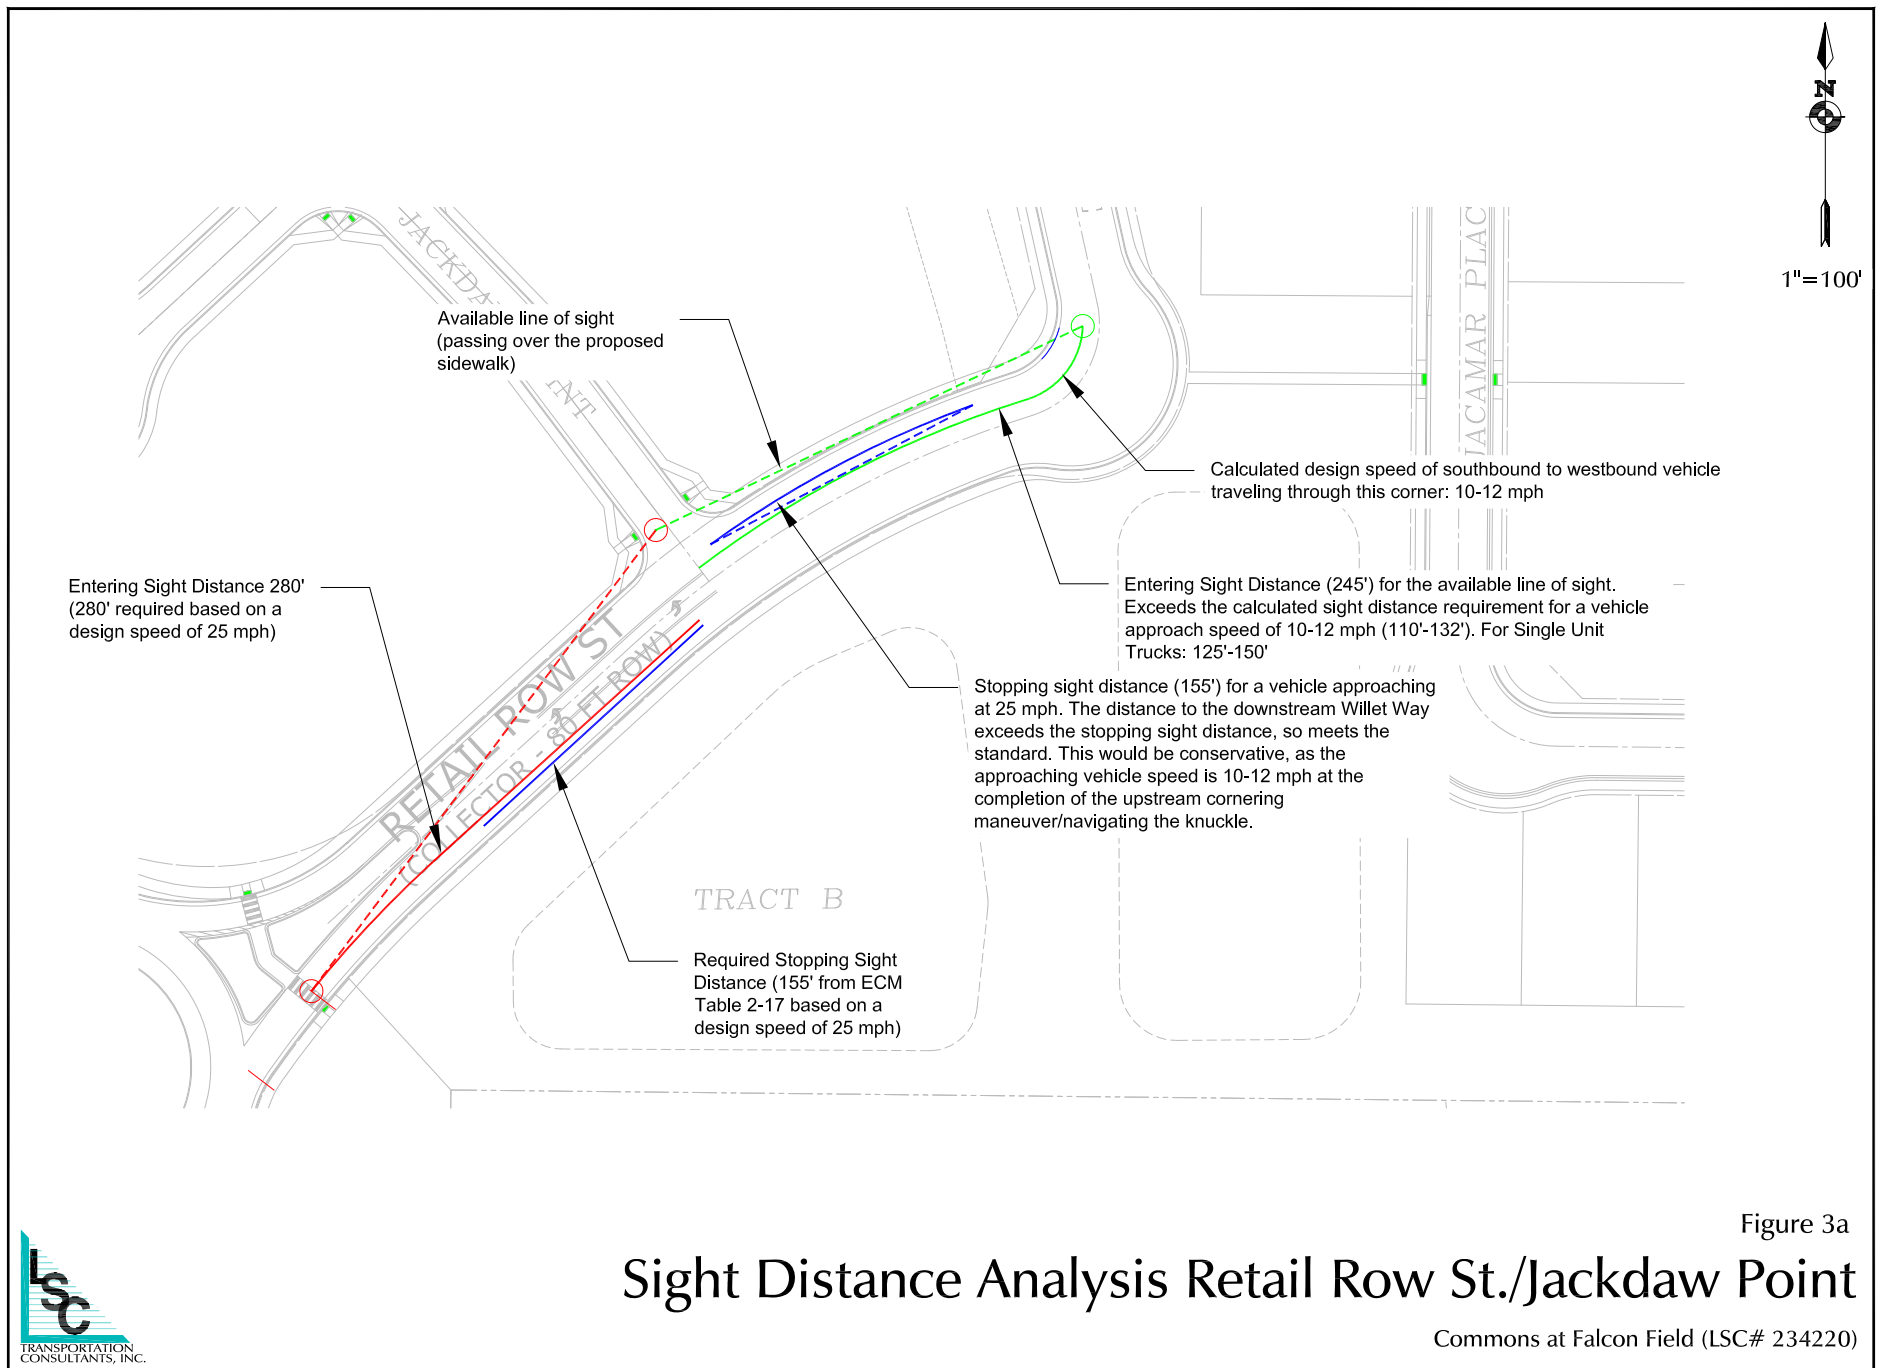 N
1"=100'
JACKDA
INT
JACAMAR PLAC
Available line of sight
(passing over the proposed
sidewalk)
Calculated design speed of southbound to westbound vehicle
traveling through this corner: 10-12 mph
Entering Sight Distance 280'
(280' required based on a
design speed of 25 mph)
Entering Sight Distance (245') for the available line of sight.
Exceeds the calculated sight distance requirement for a vehicle
approach speed of 10-12 mph (110'-132'). For Single Unit
Trucks: 125'-150'
RETAIL ROW ST
(COLLECTOR - 80 FT ROW)
Stopping sight distance (155') for a vehicle approaching
at 25 mph. The distance to the downstream Willet Way
exceeds the stopping sight distance, so meets the
standard. This would be conservative, as the
approaching vehicle speed is 10-12 mph at the
completion of the upstream cornering
maneuver/navigating the knuckle.
TRACT B
Required Stopping Sight
Distance (155' from ECM
Table 2-17 based on a
design speed of 25 mph)
Figure 3a
Sight Distance Analysis Retail Row St./Jackdaw Point
Commons at Falcon Field (LSC# 234220)
LSC
TRANSPORTATION
CONSULTANTS, INC.